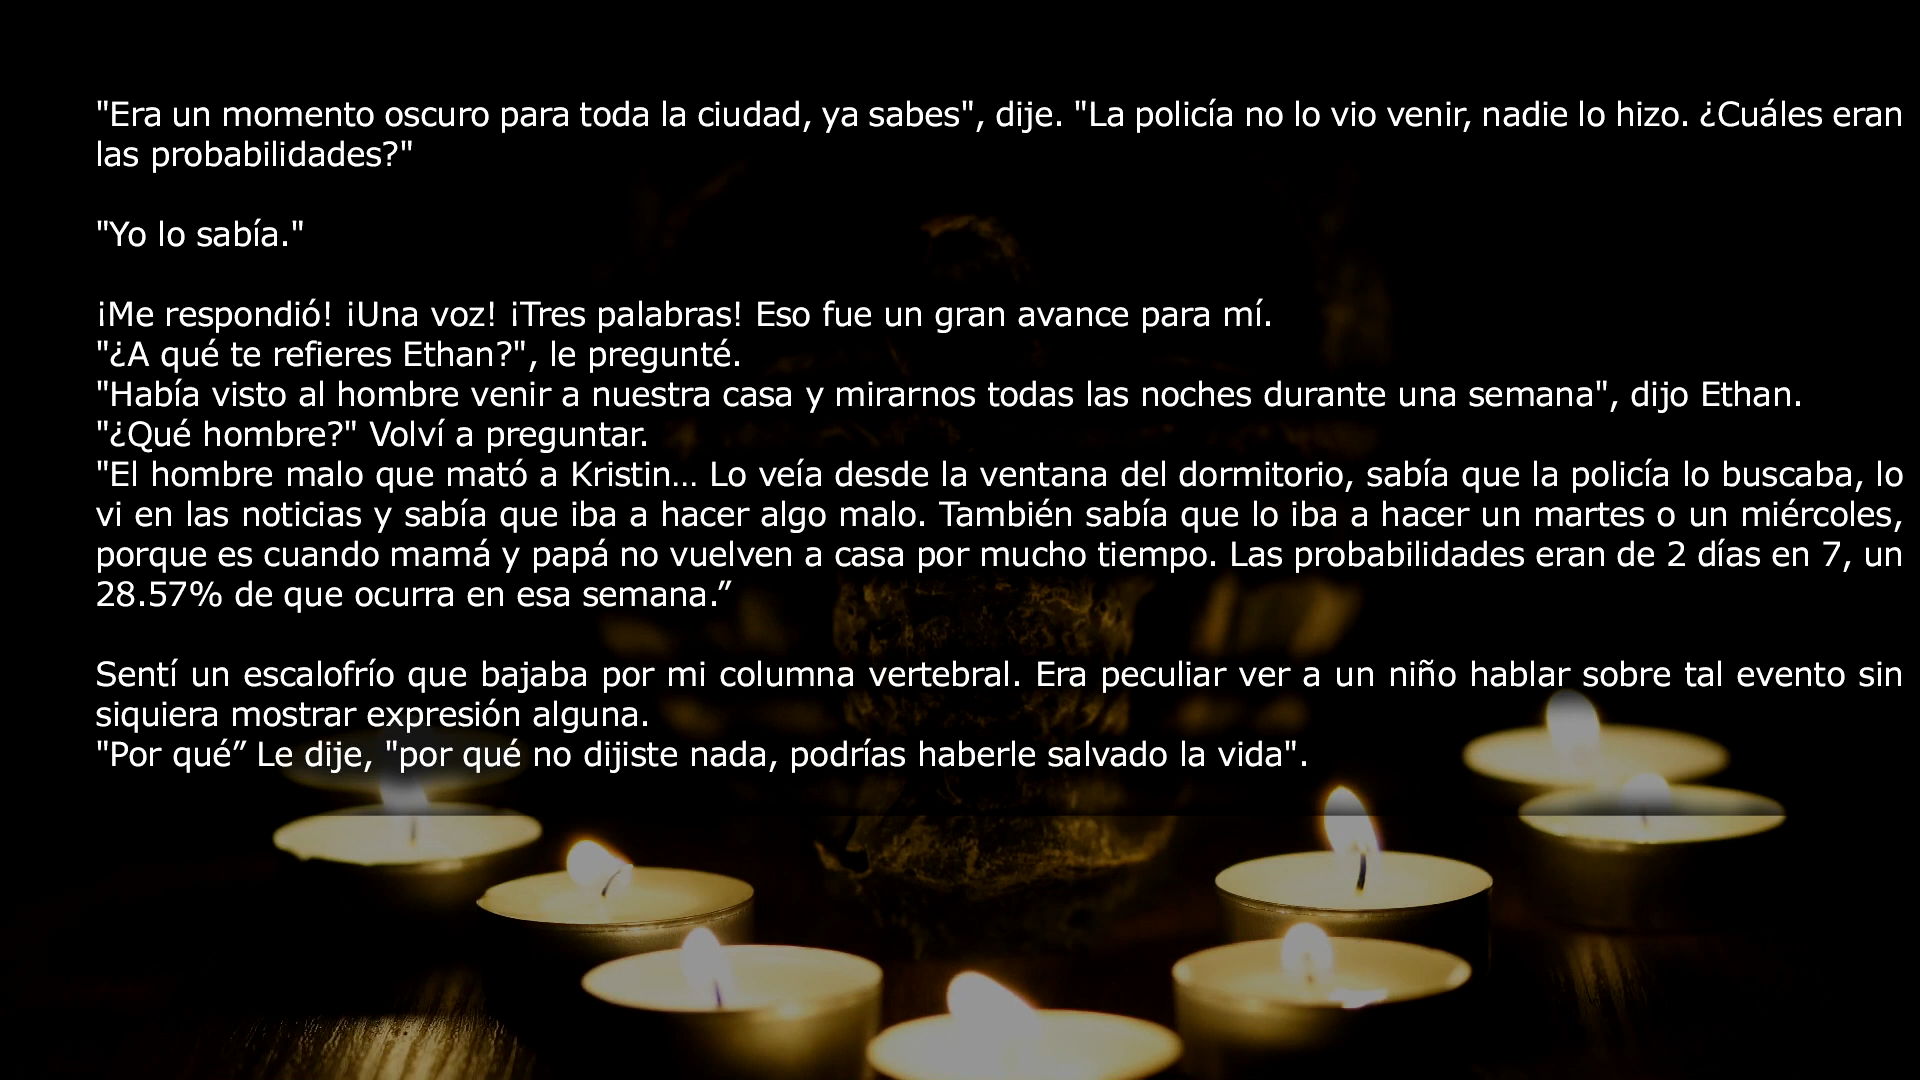 "Era un momento oscuro para toda la ciudad, ya sabes", dije. "La policía no lo vio venir, nadie lo hizo. ¿Cuáles eran
las probabilidades?"
"Yo lo sabía."
¡Me respondió! ¡Una voz! ¡Tres palabras! Eso fue un gran avance para mí.
"¿A qué te refieres Ethan?", le pregunté.
"Había visto al hombre venir a nuestra casa y mirarnos todas las noches durante una semana", dijo Ethan.
"¿Qué hombre?" Volví a preguntar.
"El hombre malo que mató a Kristin… Lo veía desde la ventana del dormitorio, sabía que la policía lo buscaba, lo
vi en las noticias y sabía que iba a hacer algo malo. También sabía que lo iba a hacer un martes o un miércoles,
porque es cuando mamá y papá no vuelven a casa por mucho tiempo. Las probabilidades eran de 2 días en 7, un
28.57% de que ocurra en esa semana.”
Sentí un escalofrío que bajaba por mi columna vertebral. Era peculiar ver a un niño hablar sobre tal evento sin
siquiera mostrar expresión alguna.
"Por qué” Le dije, "por qué no dijiste nada, podrías haberle salvado la vida".